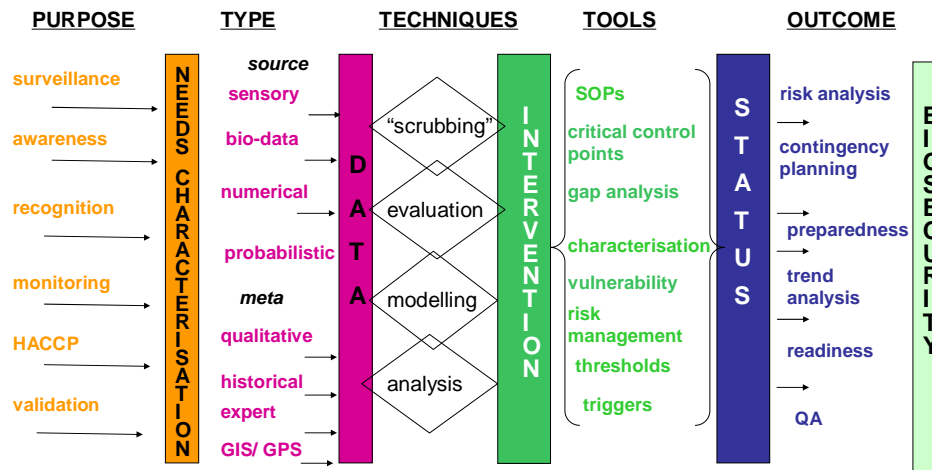 PURPOSE
TYPE
TECHNIQUES
TOOLS
OUTCOME
surveillance
awareness
recognition
monitoring
HACCP
validation
NEEDS CHARACTERISATION
source
sensory
bio-data
numerical
probabilistic
meta
qualitative
historical
expert
GIS/ GPS
DATA
“scrubbing”
evaluation
modelling
analysis
INTERVENTION
SOPs
critical control
points
gap analysis
characterisation
vulnerability
risk
management
thresholds
triggers
STATUS
risk analysis
contingency
planning
preparedness
trend
analysis
readiness
QA
BIOSECURITY